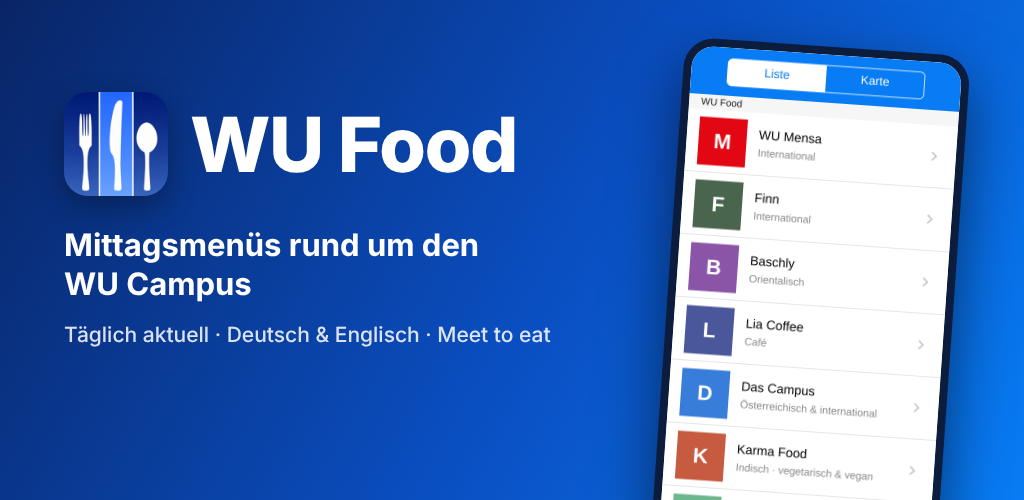 WU Food
Mittagsmenüs rund um den
WU Campus
Täglich aktuell · Deutsch & Englisch · Meet to eat
Liste
Karte
WU Food
M
WU Mensa
International
F
Finn
International
B
Baschly
Orientalisch
L
Lia Coffee
Café
D
Das Campus
Österreichisch & international
K
Karma Food
Indisch · vegetarisch & vegan